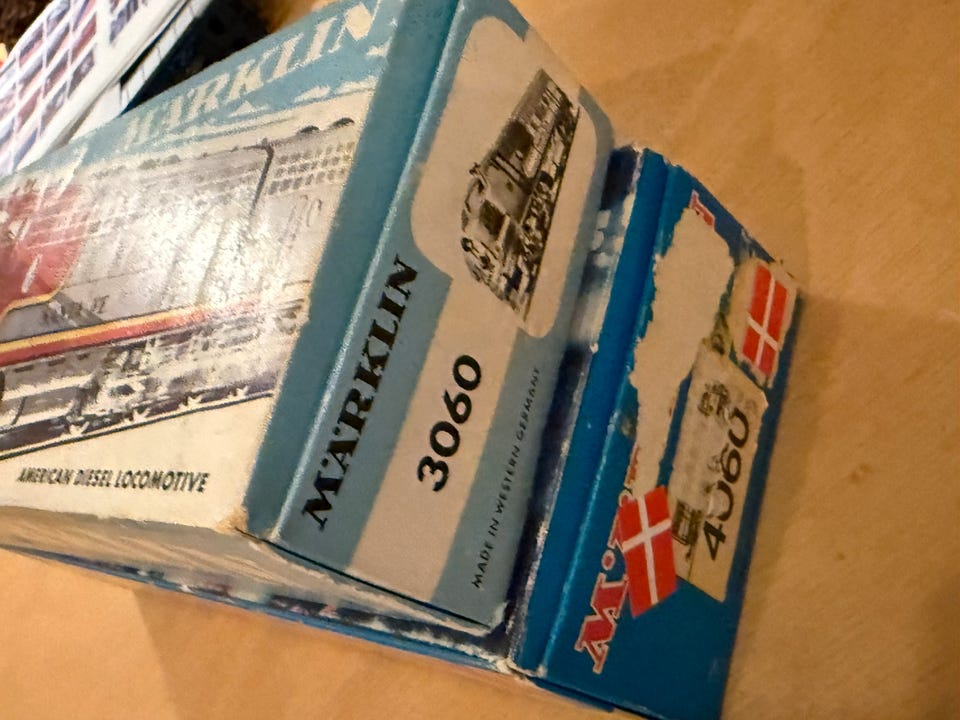 MÄRKLIN
AMERICAN DIESEL LOCOMOTIVE
MÄRKLIN
3060
MADE IN WESTERN GERMANY
4060